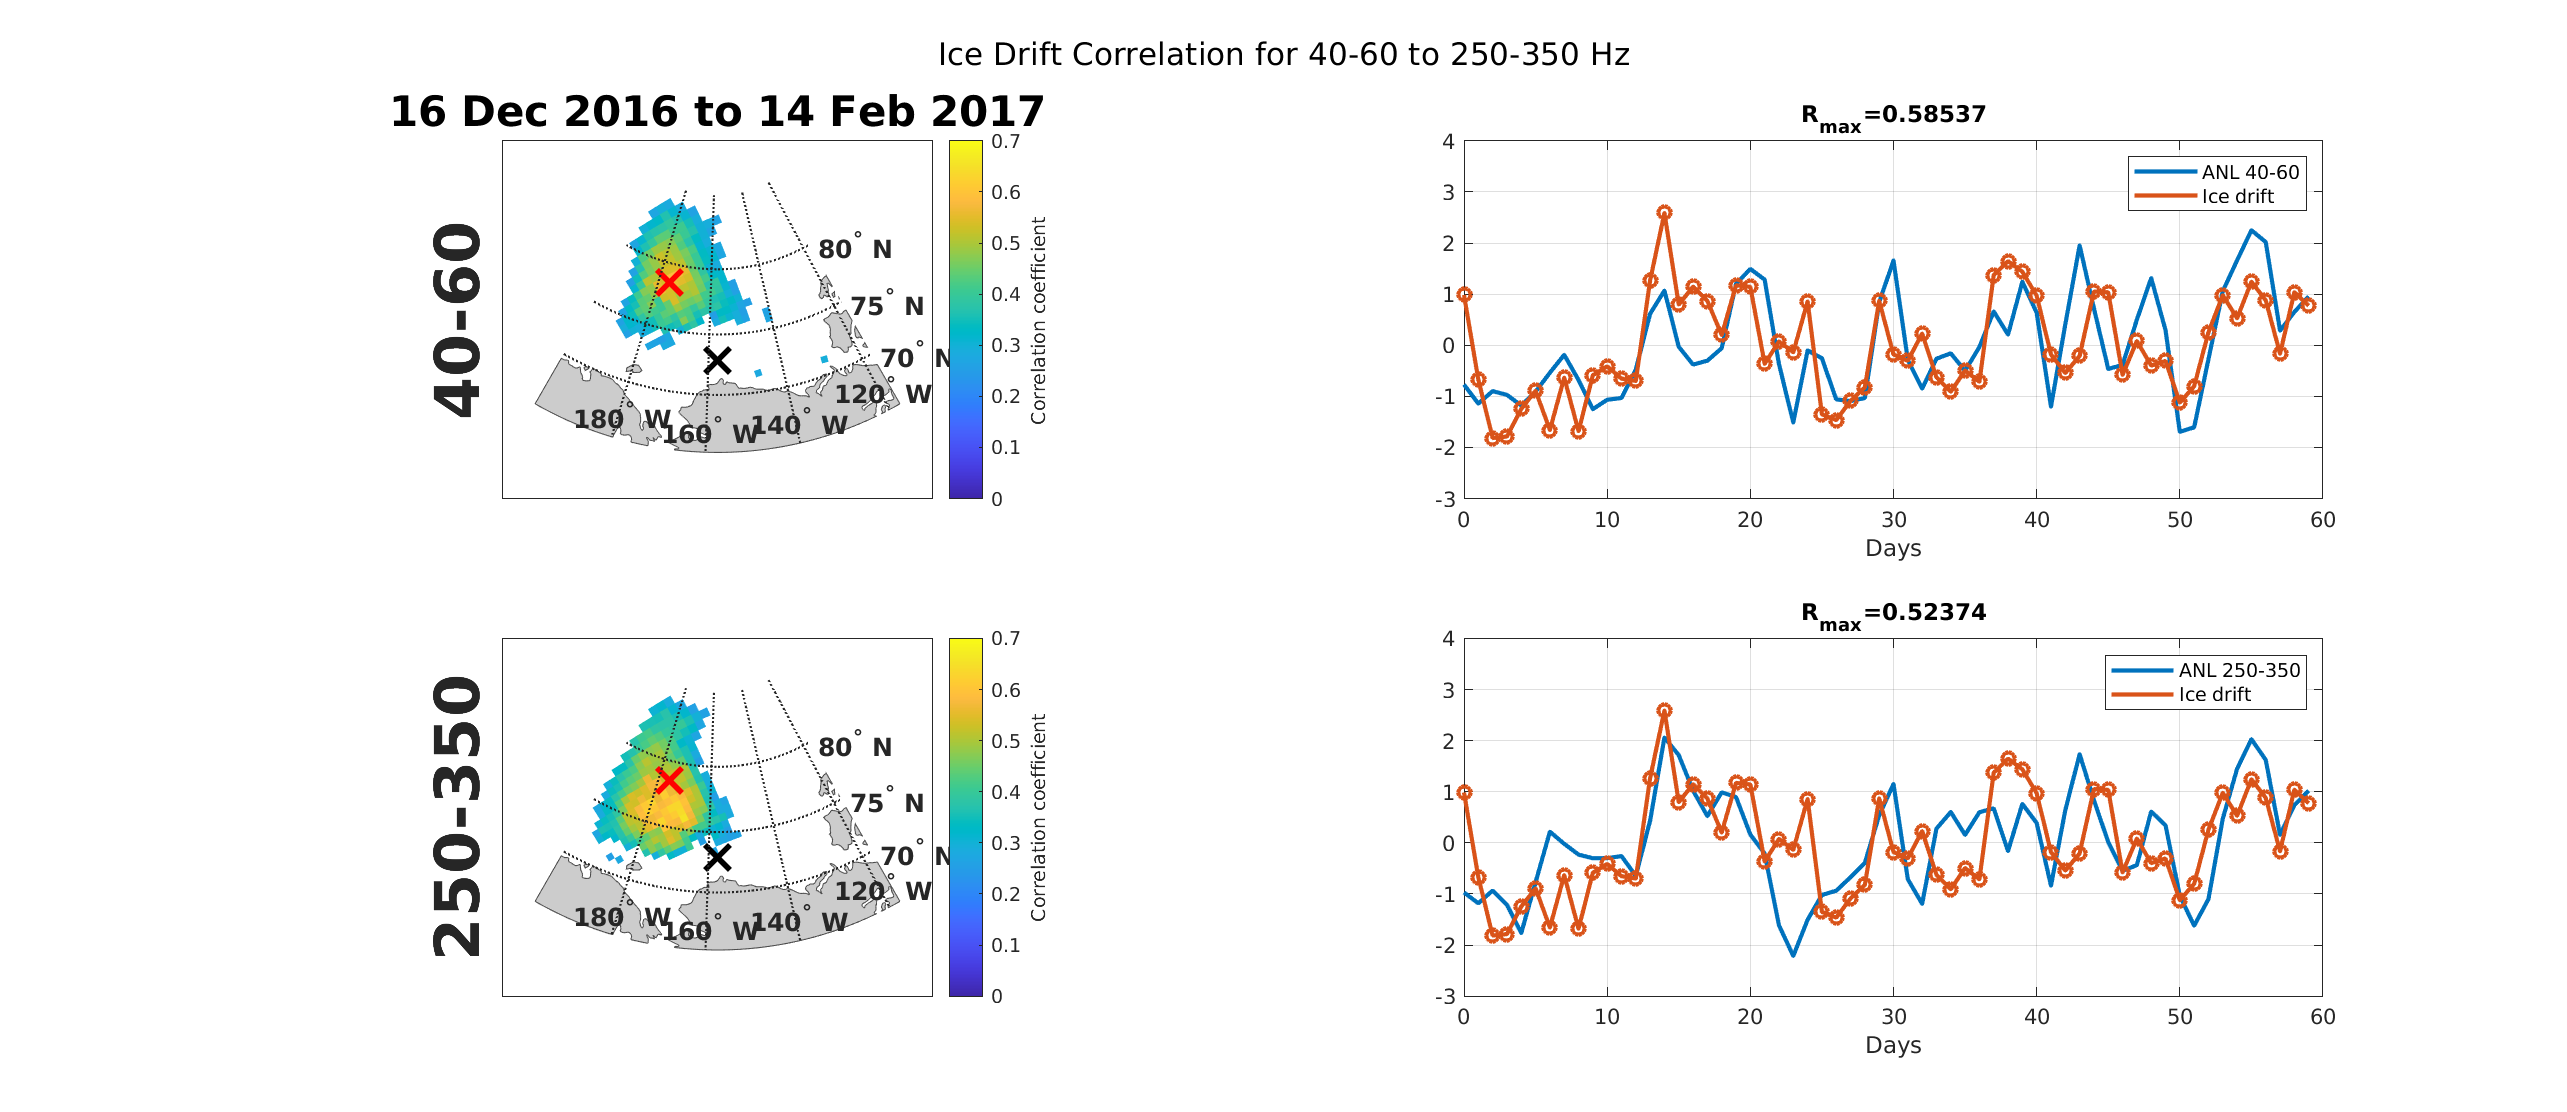 Ice Drift Correlation for 40-60 to 250-350 Hz
16 Dec 2016 to 14 Feb 2017
40-60
80° N
75° N
70° N
120° W
180° W
160° W
140° W
0.7
0.6
0.5
0.4
0.3
0.2
0.1
0
Correlation coefficient
Rmax=0.58537
4
3
2
1
0
-1
-2
-3
0 10 20 30 40 50 60
Days
ANL 40-60
Ice drift
250-350
80° N
75° N
70° N
120° W
180° W
160° W
140° W
0.7
0.6
0.5
0.4
0.3
0.2
0.1
0
Correlation coefficient
Rmax=0.52374
4
3
2
1
0
-1
-2
-3
0 10 20 30 40 50 60
Days
ANL 250-350
Ice drift